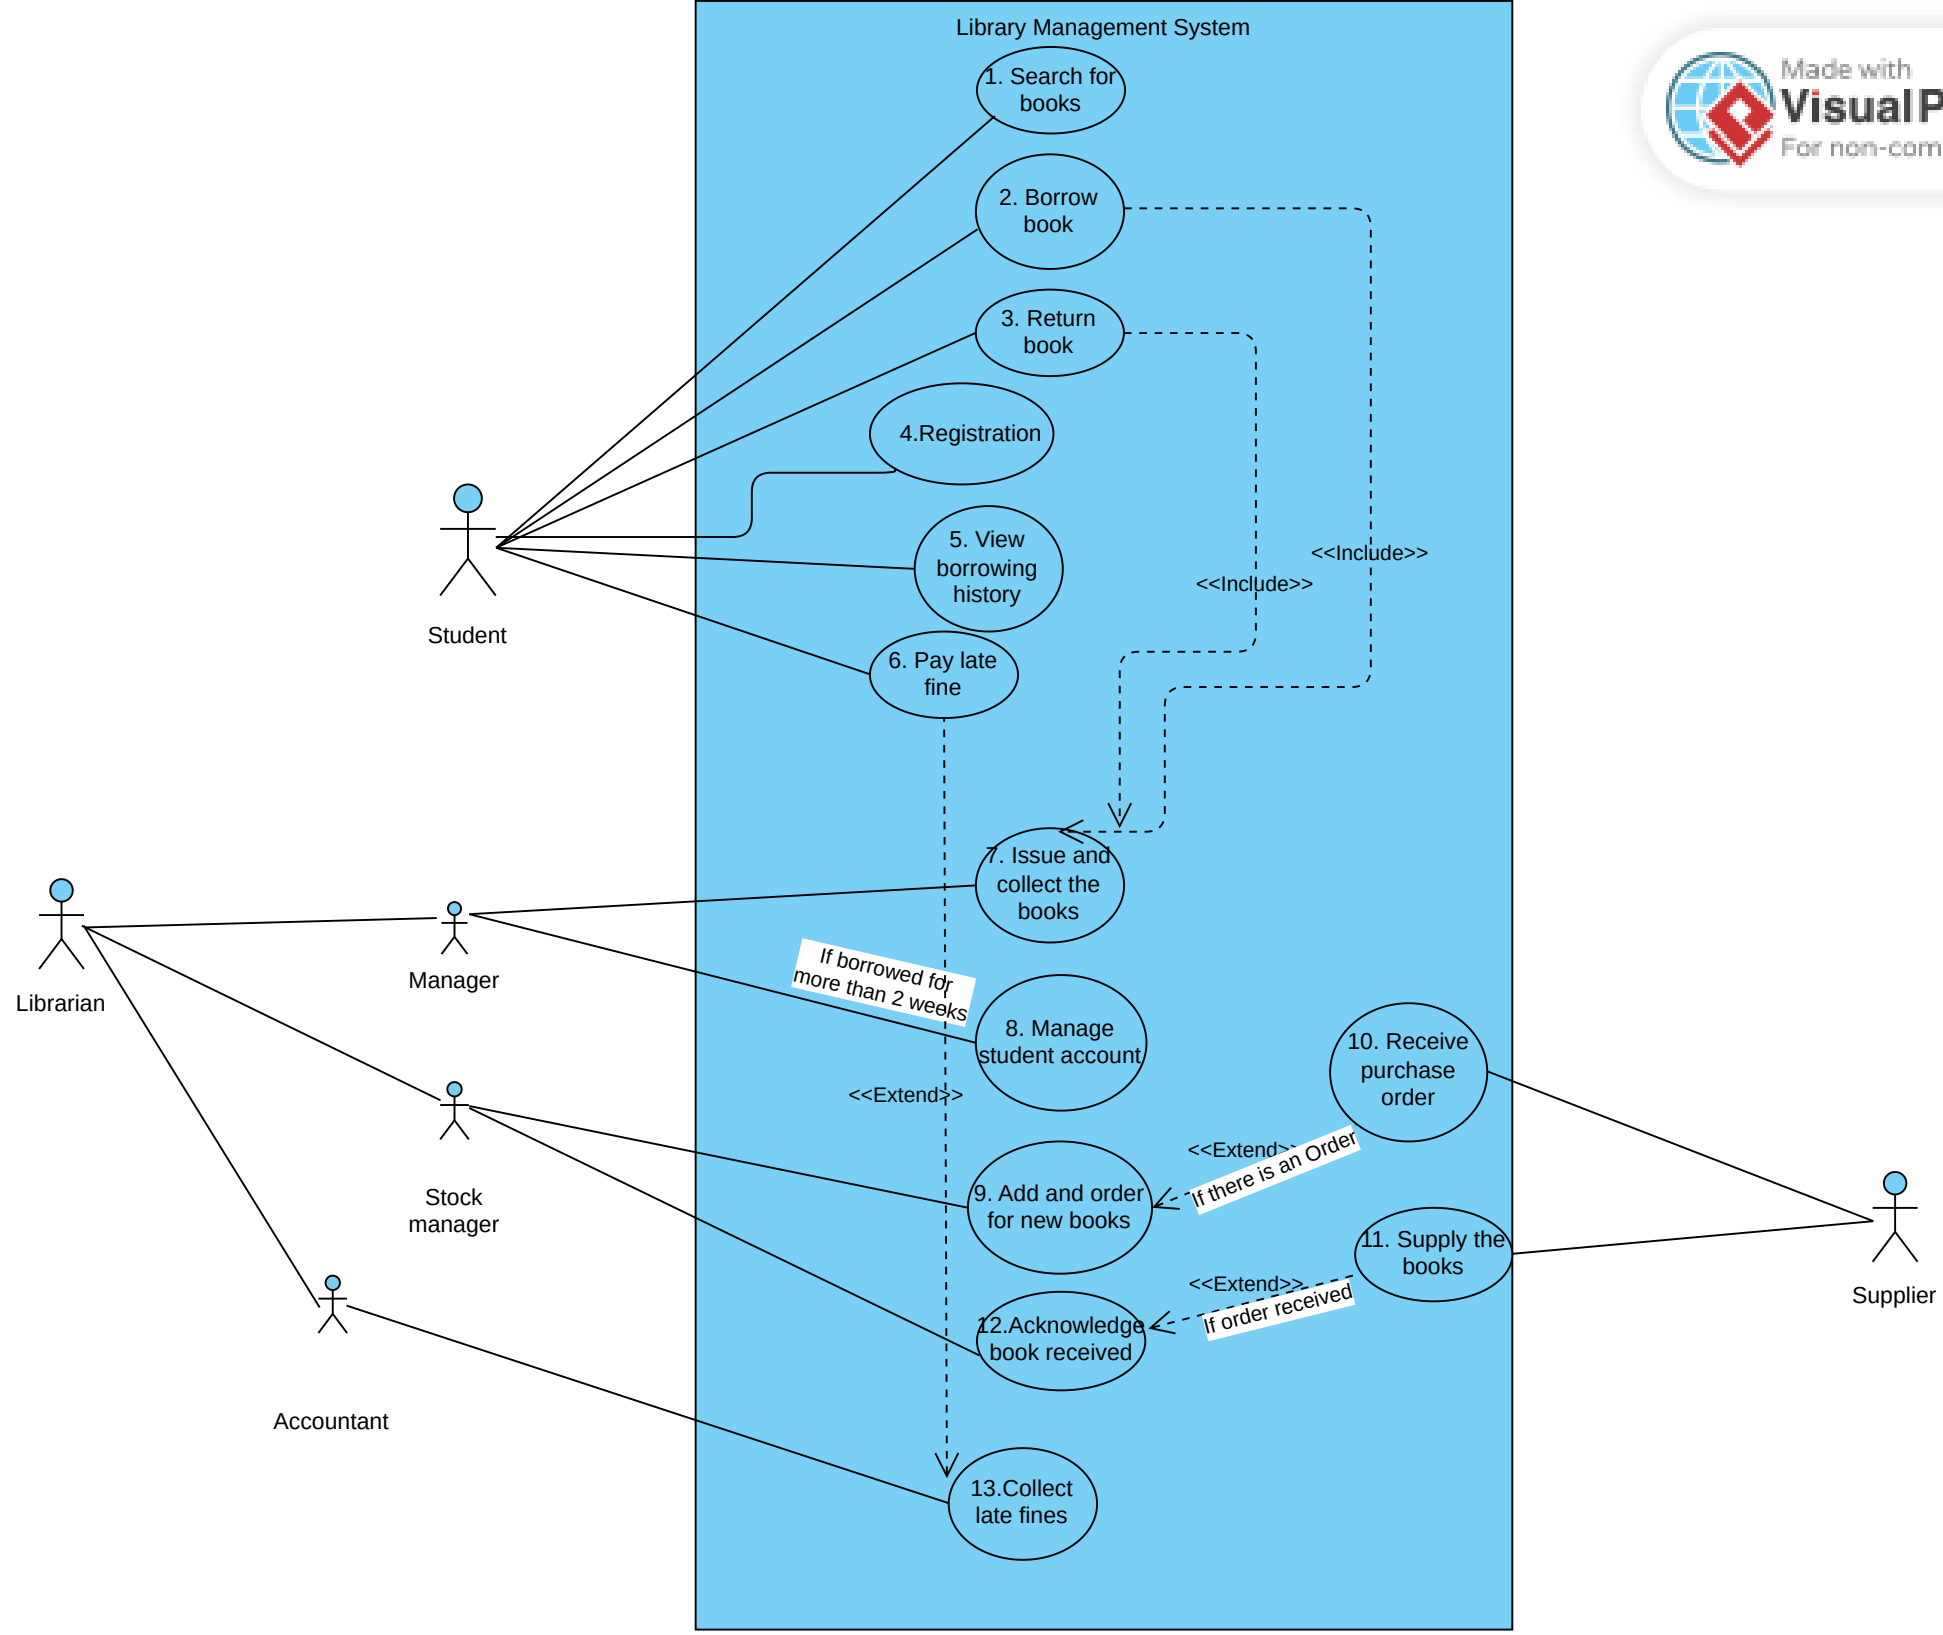 Library Management System
1. Search for
books
2. Borrow
book
3. Return
book
4.Registration
5. View
borrowing
history
6. Pay late
fine
<<Include>>
<<Include>>
Student
7. Issue and
collect the
books
Librarian
Manager
If borrowed for
more than 2 weeks
8. Manage
student account
<<Extend>>
10. Receive
purchase
order
<<Extend>>
If there is an Order
Stock
manager
9. Add and order
for new books
11. Supply the
books
<<Extend>>
If order received
Supplier
12.Acknowledge
book received
Accountant
13.Collect
late fines
Made with
Visual P
For non-com